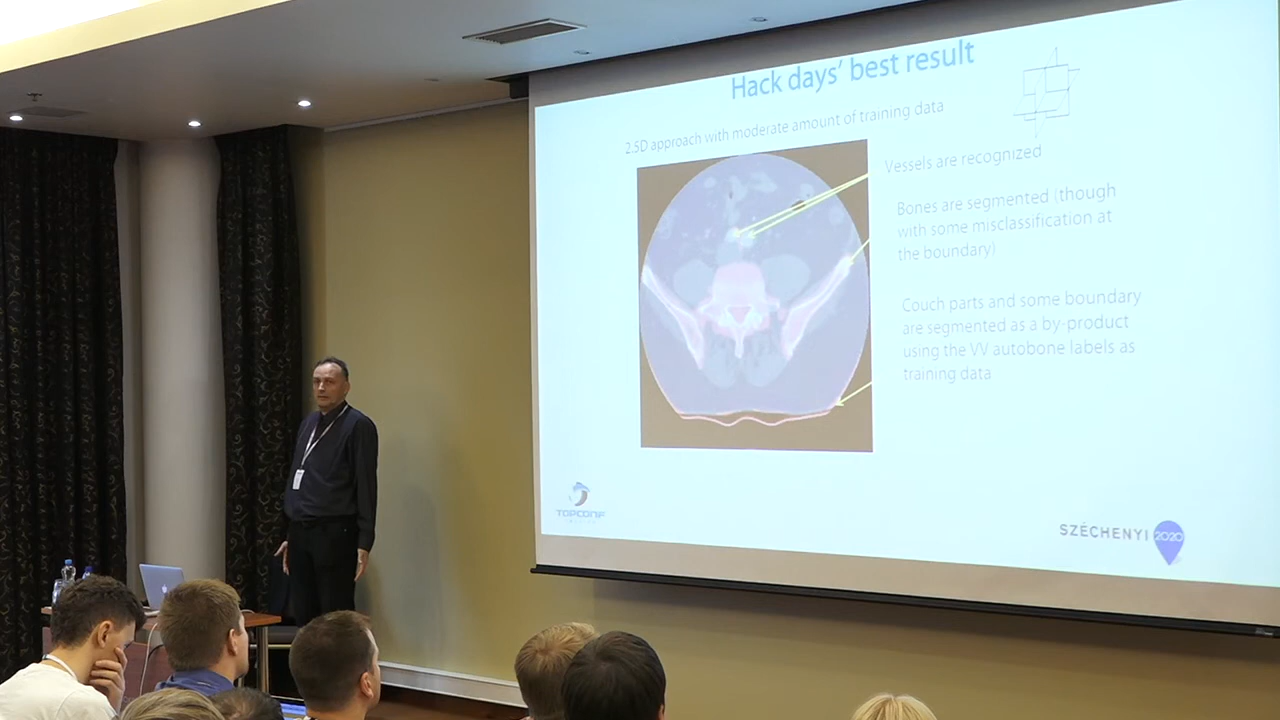 Hack days' best result
2.5D approach with moderate amount of training data
Vessels are recognized
Bones are segmented (though
with some misclassification at
the boundary)
Couch parts and some boundary
are segmented as a by-product
using the VV autobone labels as
training data
TOPCONF
SZÉCHENYI 2020